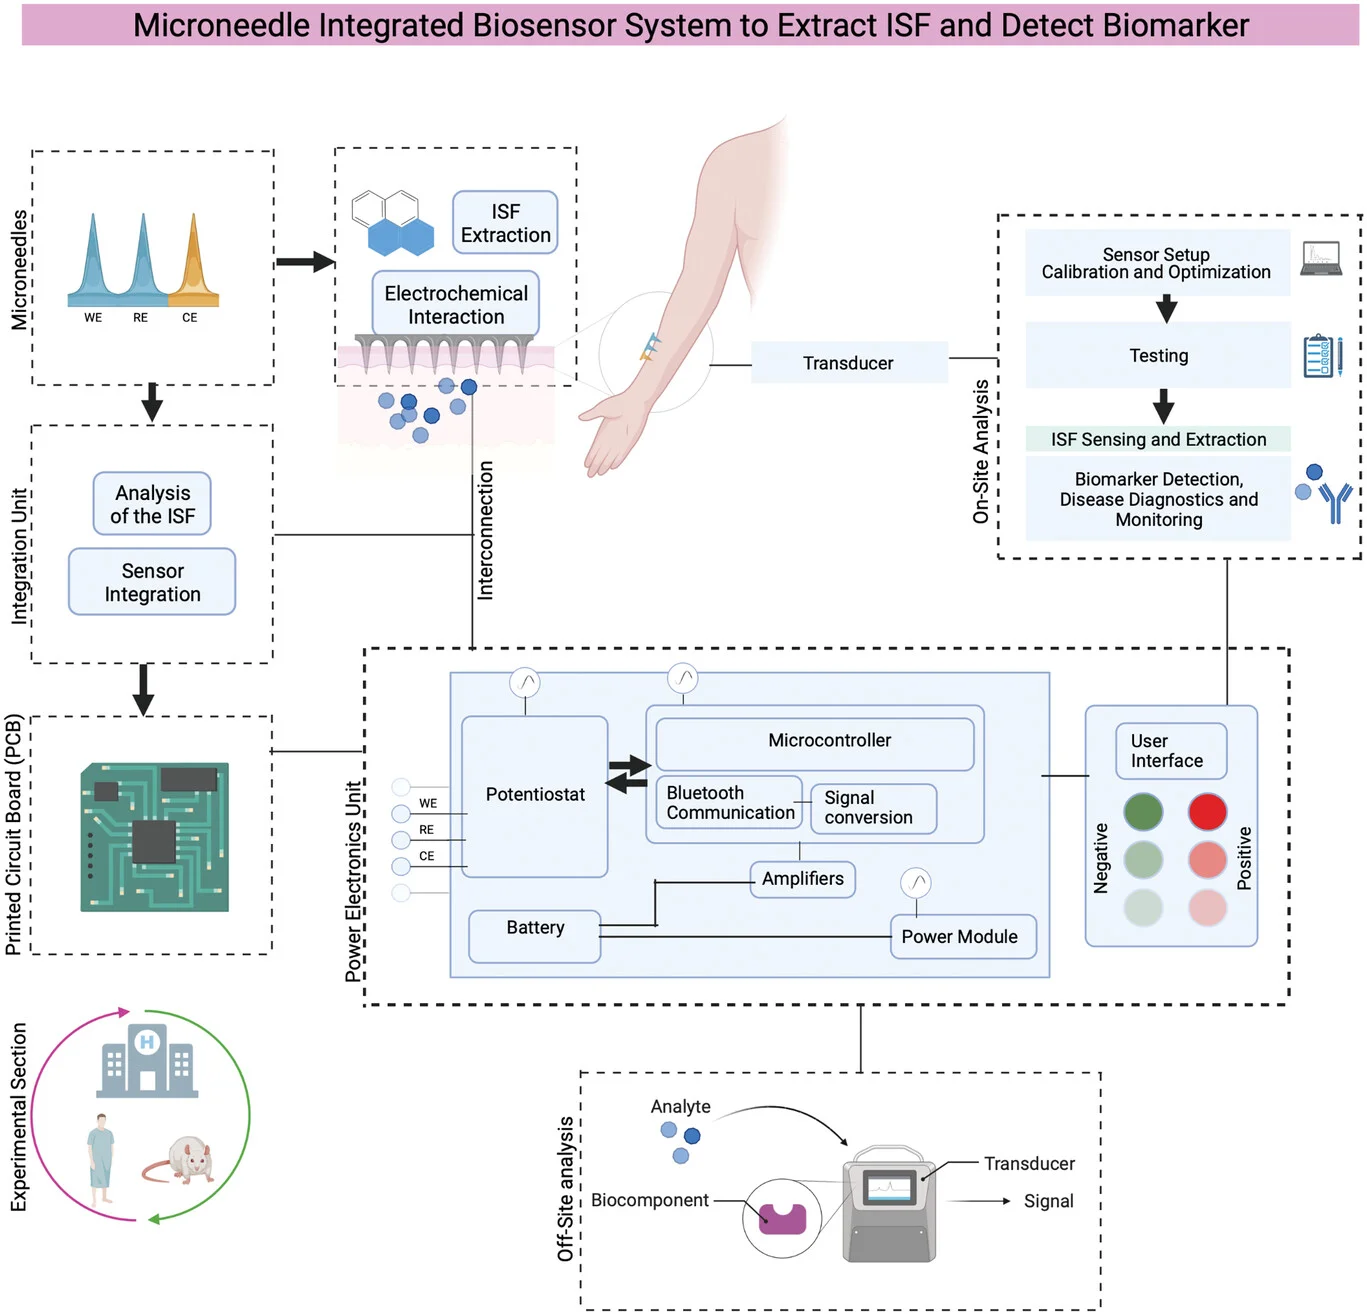 Microneedle Integrated Biosensor System to Extract ISF and Detect Biomarker
Microneedles
WE
RE
CE
ISF
Extraction
Electrochemical
Interaction
Transducer
On-Site Analysis
Sensor Setup
Calibration and Optimization
Testing
ISF Sensing and Extraction
Biomarker Detection,
Disease Diagnostics and
Monitoring
Integration Unit
Analysis
of the ISF
Sensor
Integration
Interconnection
Printed Circuit Board (PCB)
Power Electronics Unit
WE
RE
CE
Potentiostat
Microcontroller
Bluetooth
Communication
Signal
conversion
Amplifiers
Battery
Power Module
User
Interface
Negative
Positive
Experimental Section
H
Off-Site analysis
Analyte
Biocomponent
Transducer
Signal